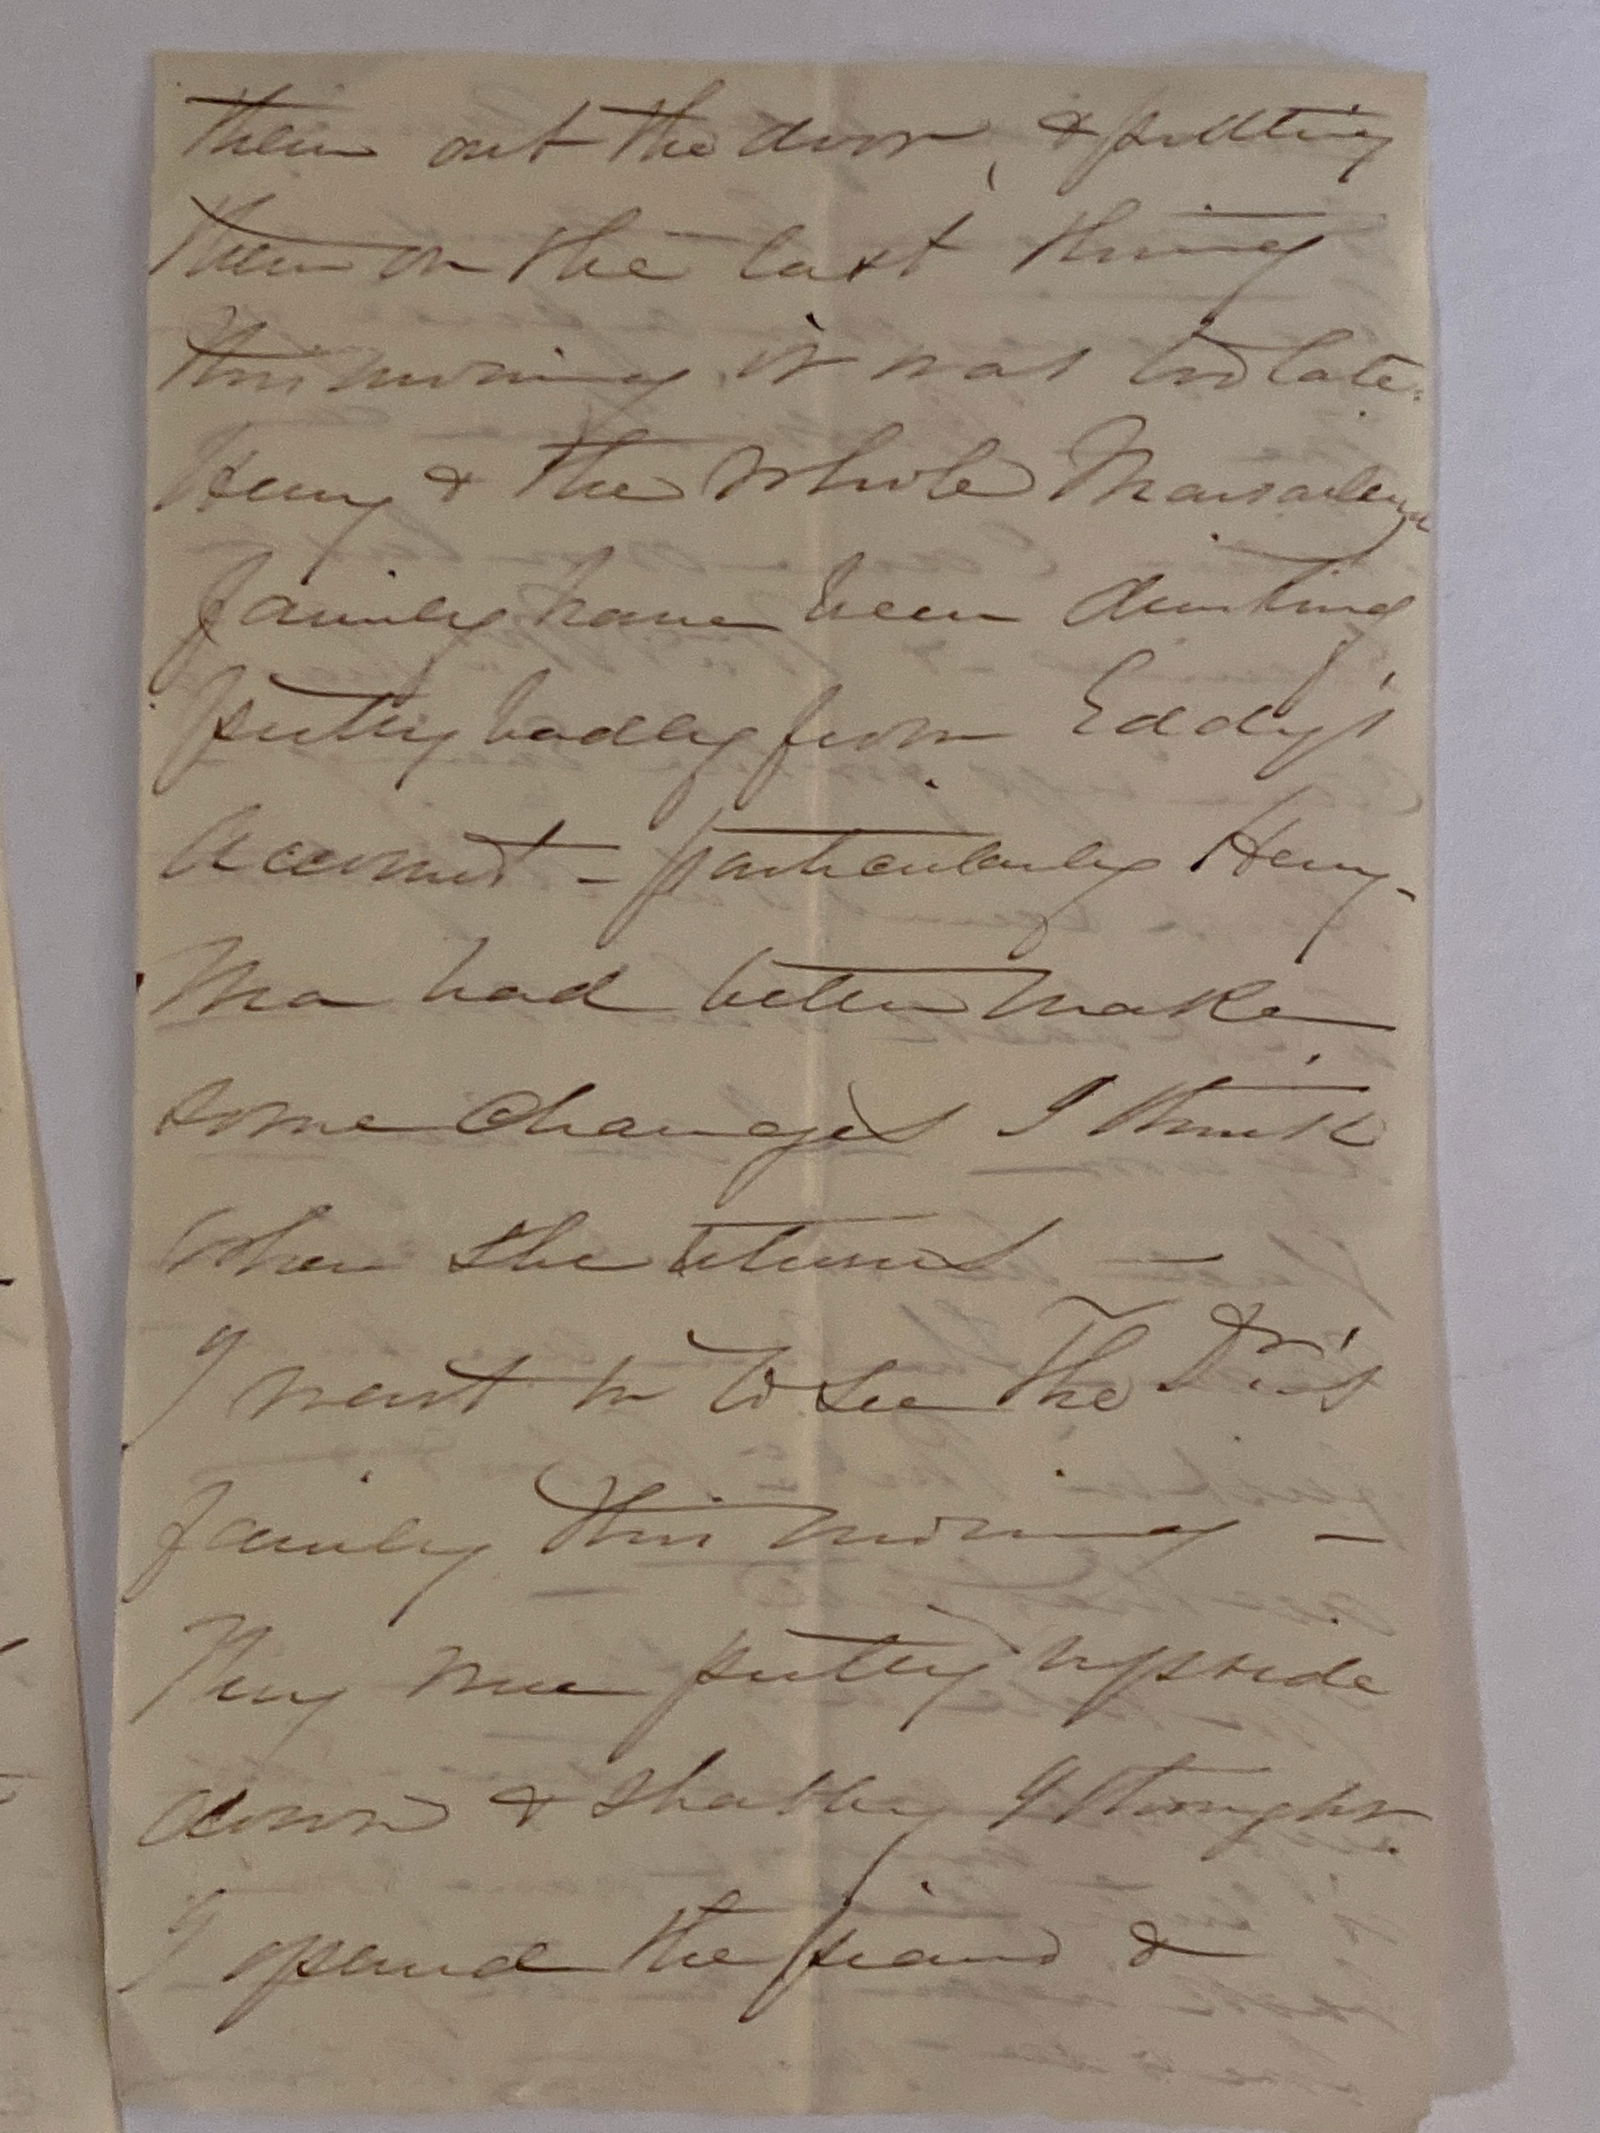 them out the door, & putting
them on the last thing
this morning, it was too late.
Henry & the whole
family have been drinking
pretty badly from Eddy's
account - particularly Henry -
Ma had better make
some changes I think
when she returns -
I went in to see the Dr's
family this morning -
They were pretty upside
down & shabby I thought.
I opened the piano &